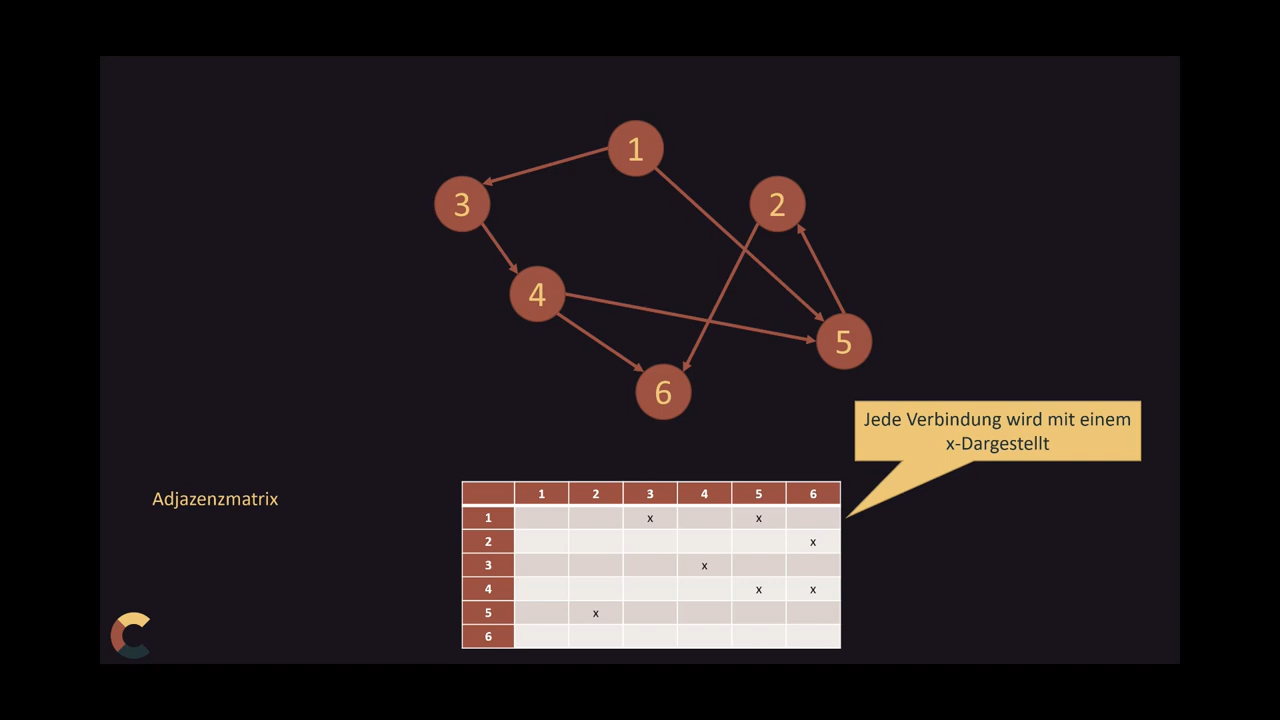 1
3
2
4
5
6
Jede Verbindung wird mit einem
x-Dargestellt
Adjazenzmatrix
1 2 3 4 5 6
1 x x
2 x
3 x
4 x x
5 x
6